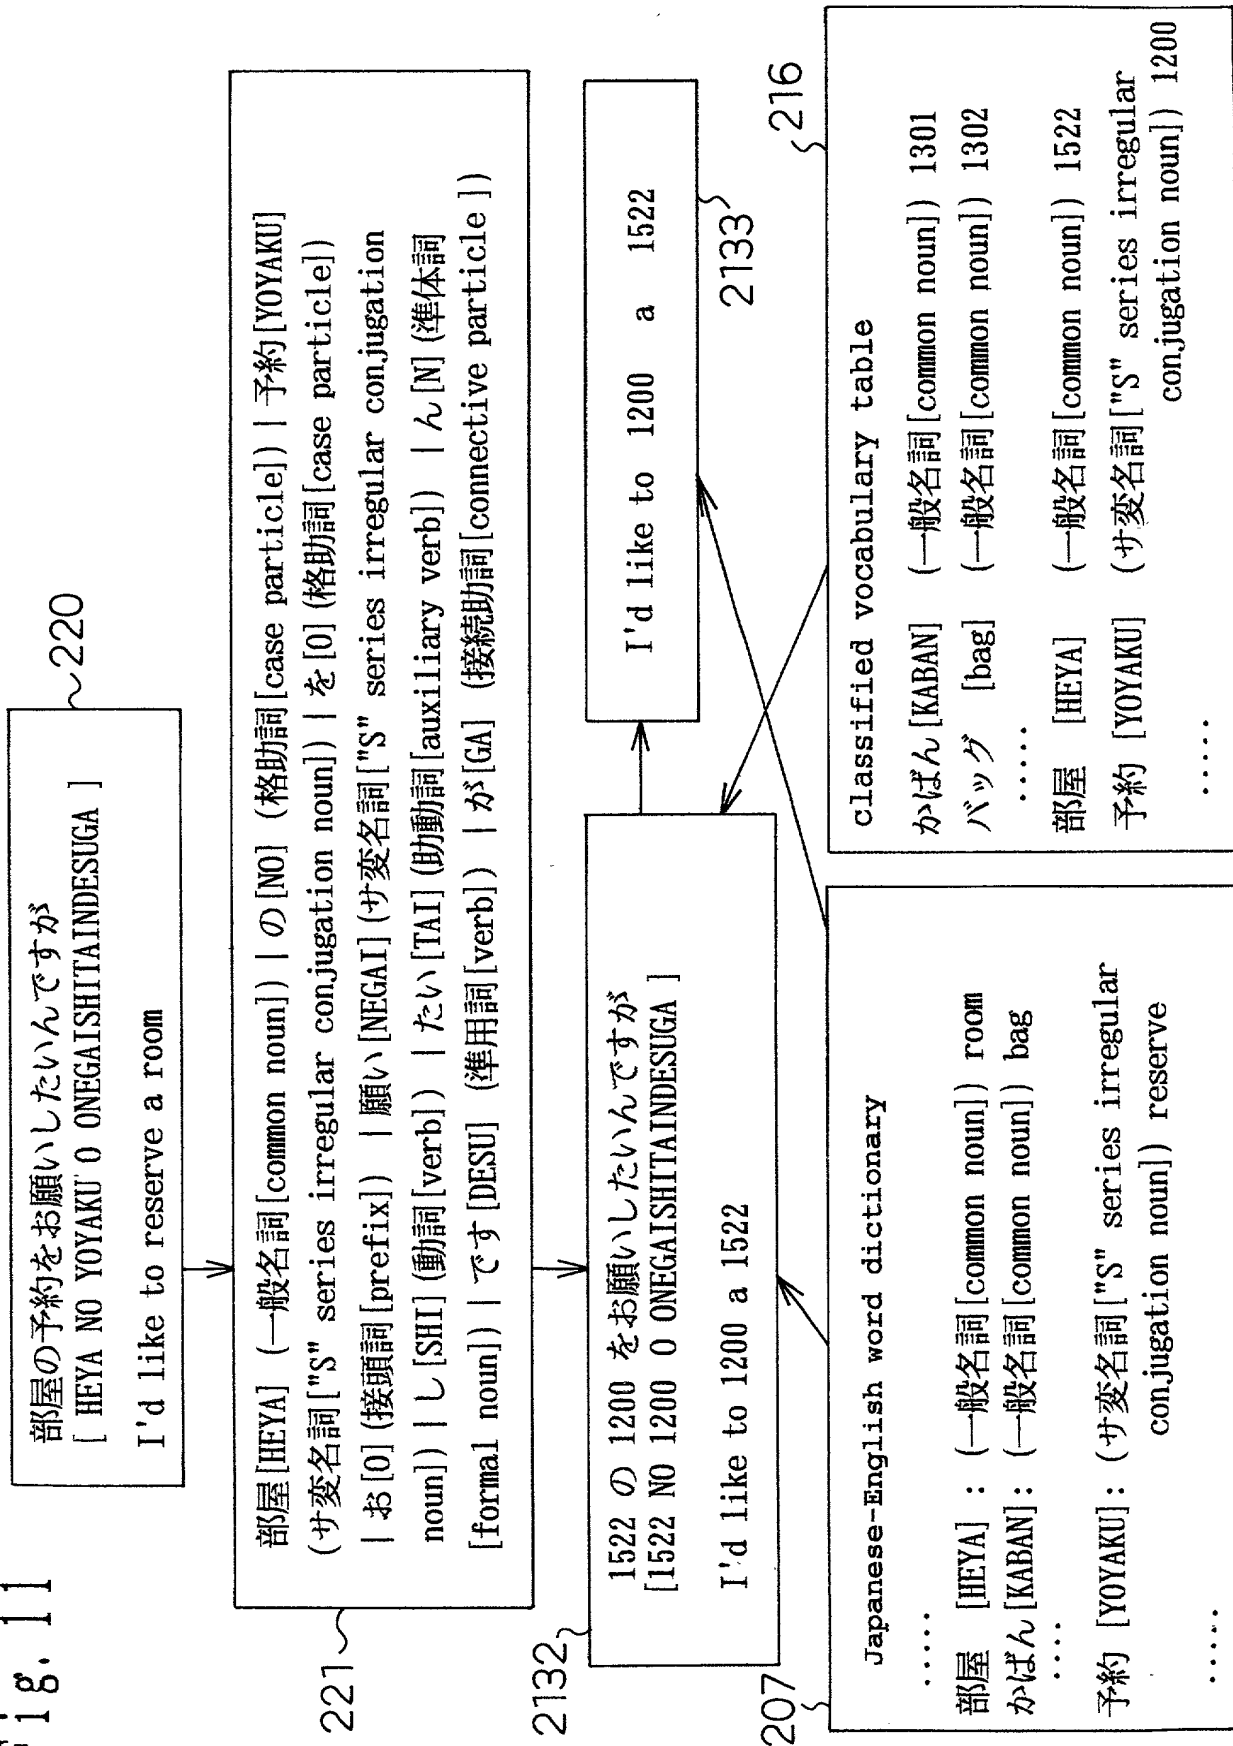 Fig. 11
部屋の予約をお願いしたいんですが
[ HEYA NO YOYAKU O ONEGAISHITAINDESUGA ]
I'd like to reserve a room
220
部屋[HEYA] (一般名詞[common noun]) | の[NO] (格助詞[case particle]) | 予約[YOYAKU]
(サ変名詞["S" series irregular conjugation noun]) | を[0] (格助詞[case particle])
| お[0] (接頭詞[prefix]) | 願い[NEGAI] (サ変名詞["S" series irregular conjugation
noun]) | し[SHI] (動詞[verb]) | たい[TAI] (助動詞[auxiliary verb]) | ん[N] (準体詞
[formal noun]) | です[DESU] (準用詞[verb]) | が[GA] (接続助詞[connective particle ])
221
2132
1522 の 1200 をお願いしたいんですが
[1522 NO 1200 O ONEGAISHITAINDESUGA ]
I'd like to 1200 a 1522
I'd like to 1200 a 1522
2133
207
Japanese-English word dictionary
.....
部屋 [HEYA] : (一般名詞[common noun]) room
かばん[KABAN]: (一般名詞[common noun]) bag
....
予約 [YOYAKU]: (サ変名詞["S" series irregular
conjugation noun]) reserve
.....
216
classified vocabulary table
かばん[KABAN] (一般名詞[common noun]) 1301
バッグ [bag] (一般名詞[common noun]) 1302
.....
部屋 [HEYA] (一般名詞[common noun]) 1522
予約 [YOYAKU] (サ変名詞["S" series irregular
conjugation noun]) 1200
.....